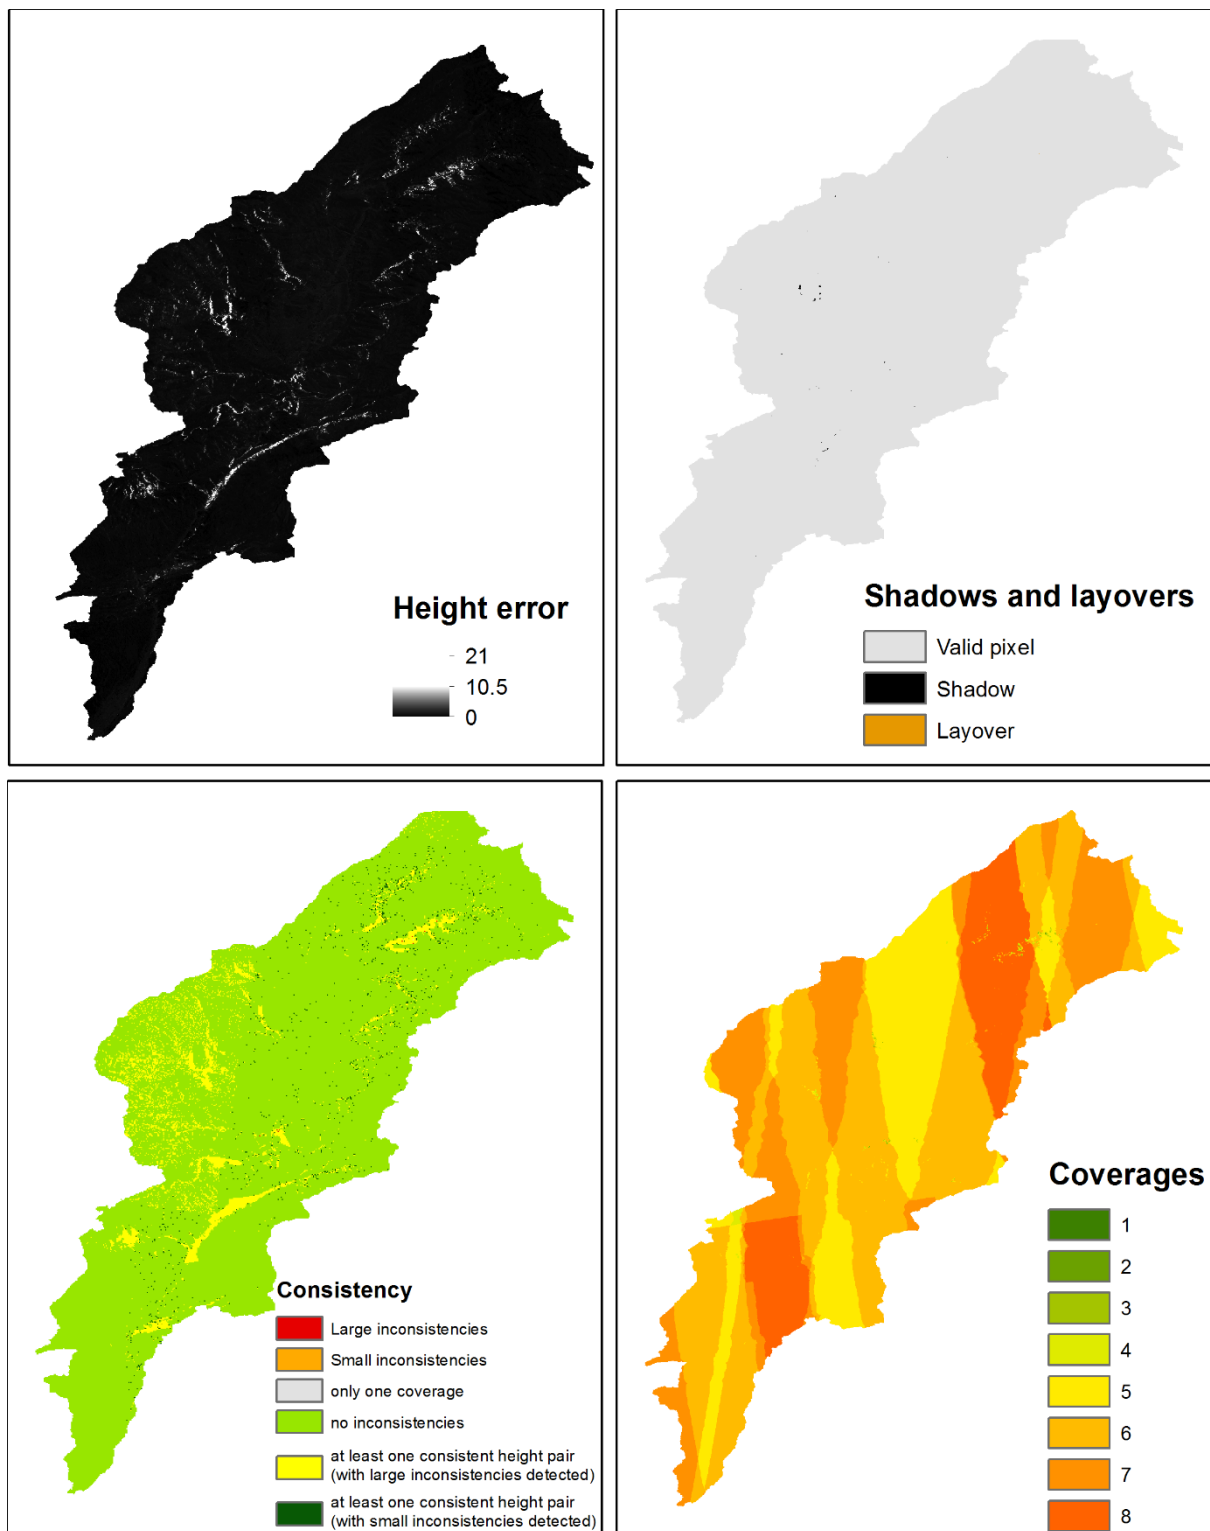 Height error
21
10.5
0
Shadows and layovers
Valid pixel
Shadow
Layover
Consistency
Large inconsistencies
Small inconsistencies
only one coverage
no inconsistencies
at least one consistent height pair
(with large inconsistencies detected)
at least one consistent height pair
(with small inconsistencies detected)
Coverages
1
2
3
4
5
6
7
8